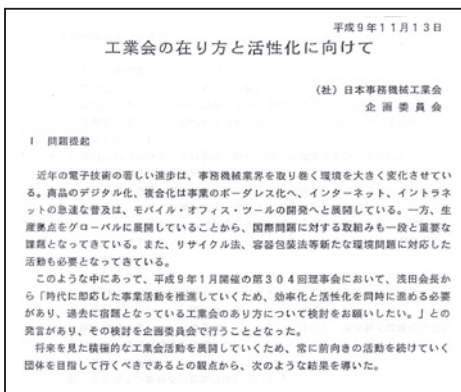 平成9年11月13日
工業会の在り方と活性化に向けて
(社)日本事務機械工業会
企画委員会
I 問題提起
近年の電子技術の著しい進歩は、事務機械業界を取り巻く環境を大きく変化させてい
る。商品のデジタル化、複合化は事業のボーダレス化へ、インターネット、イントラネ
ットの急速な普及は、モバイル・オフィス・ツールの開発へと展開している。一方、生
産拠点をグローバルに展開していることから、国際問題に対する取組みも一段と重要な
課題となってきている。また、リサイクル法、容器包装法等新たな環境問題に対応した
活動も必要となってきている。
このような中にあって、平成9年1月開催の第304回理事会において、浅田会長から
「時代に即応した事業活動を推進していくため、効率化と活性化を同時に進める必要
があり、過去に宿題となっている工業会のあり方について検討をお願いしたい。」との
発言があり、その検討を企画委員会で行うこととなった。
将来を見た積極的な工業会活動を展開していくため、常に前向きの活動を続けていく
団体を目指して行くべきであるとの観点から、次のような結果を導いた。